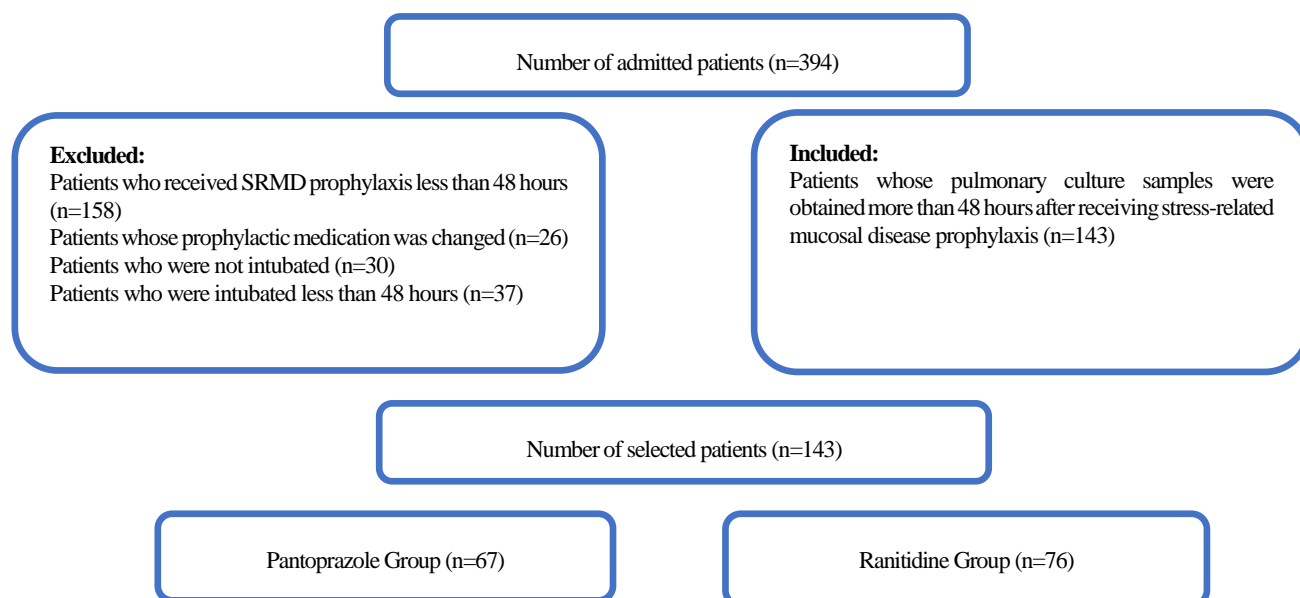 Number of admitted patients (n=394)
Excluded:
Patients who received SRMD prophylaxis less than 48 hours
(n=158)
Patients whose prophylactic medication was changed (n=26)
Patients who were not intubated (n=30)
Patients who were intubated less than 48 hours (n=37)
Included:
Patients whose pulmonary culture samples were
obtained more than 48 hours after receiving stress-related
mucosal disease prophylaxis (n=143)
Number of selected patients (n=143)
Pantoprazole Group (n=67)
Ranitidine Group (n=76)